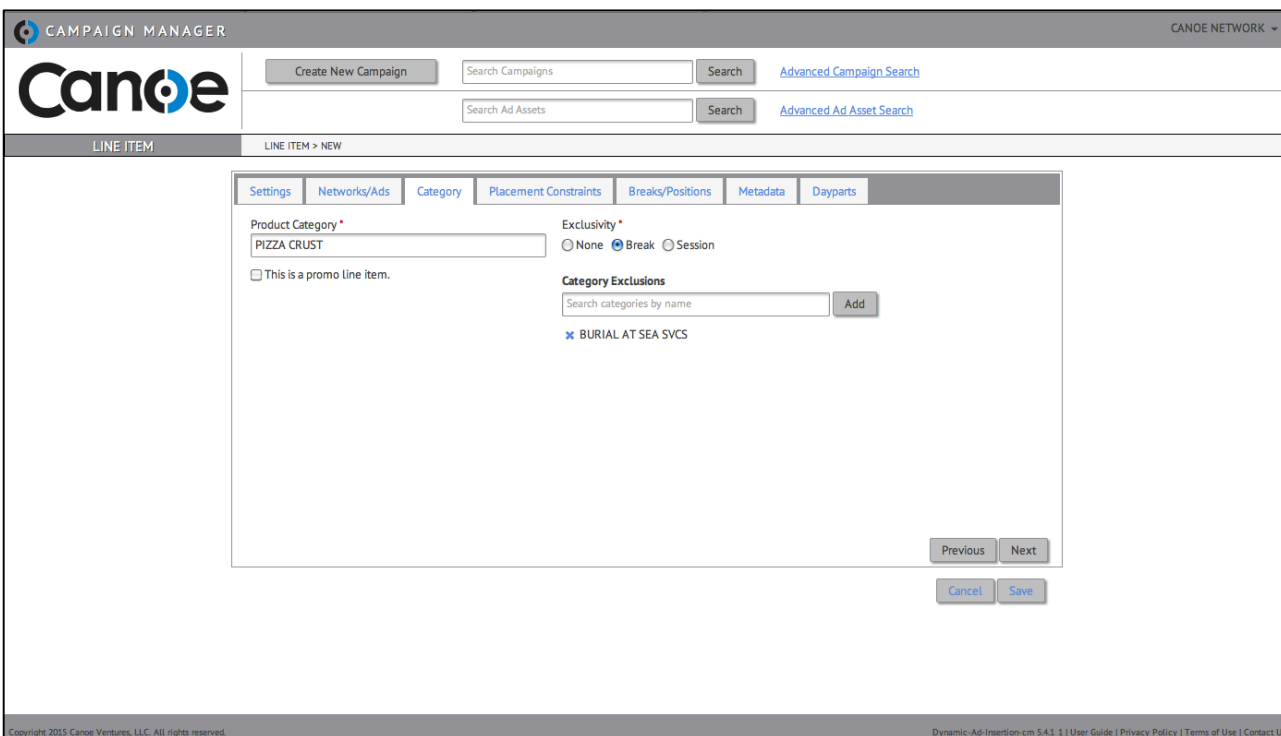 CAMPAIGN MANAGER
CANOE NETWORK
Canoe
Create New Campaign
Search Campaigns
Search
Advanced Campaign Search
Search Ad Assets
Search
Advanced Ad Asset Search
LINE ITEM
LINE ITEM > NEW
Settings
Networks/Ads
Category
Placement Constraints
Breaks/Positions
Metadata
Dayparts
Product Category *
Exclusivity *
PIZZA CRUST
None
Break
Session
This is a promo line item.
Category Exclusions
Search categories by name
Add
BURIAL AT SEA SVCS
Previous
Next
Cancel
Save
Copyright 2015 Canoe Ventures, LLC. All rights reserved.
Dynamic-Ad-Insertion-cm 5.4.1 1 | User Guide | Privacy Policy | Terms of Use | Contact U